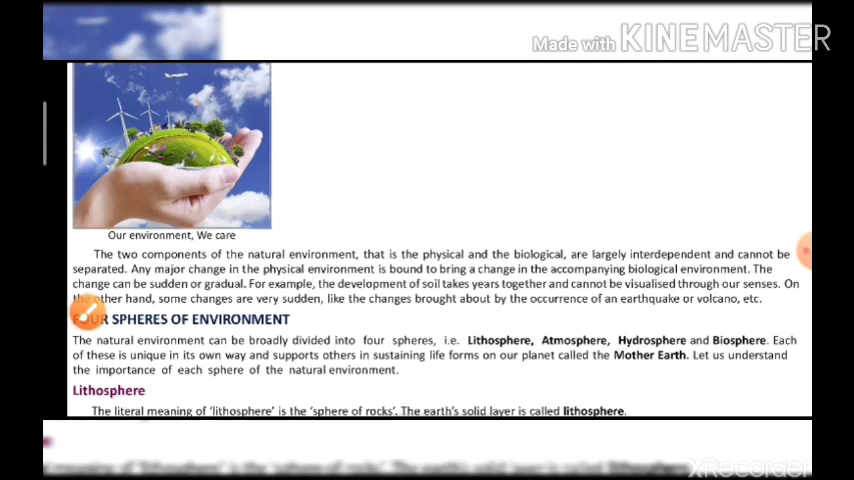 Made with KINEMASTER
Our environment, We care
The two components of the natural environment, that is the physical and the biological, are largely interdependent and cannot be
separated. Any major change in the physical environment is bound to bring a change in the accompanying biological environment. The
change can be sudden or gradual. For example, the development of soil takes years together and cannot be visualised through our senses. On
the other hand, some changes are very sudden, like the changes brought about by the occurrence of an earthquake or volcano, etc.
FOUR SPHERES OF ENVIRONMENT
The natural environment can be broadly divided into four spheres, i.e. Lithosphere, Atmosphere, Hydrosphere and Biosphere. Each
of these is unique in its own way and supports others in sustaining life forms on our planet called the Mother Earth. Let us understand
the importance of each sphere of the natural environment.
Lithosphere
The literal meaning of 'lithosphere' is the 'sphere of rocks'. The earth's solid layer is called lithosphere.
XRecorder